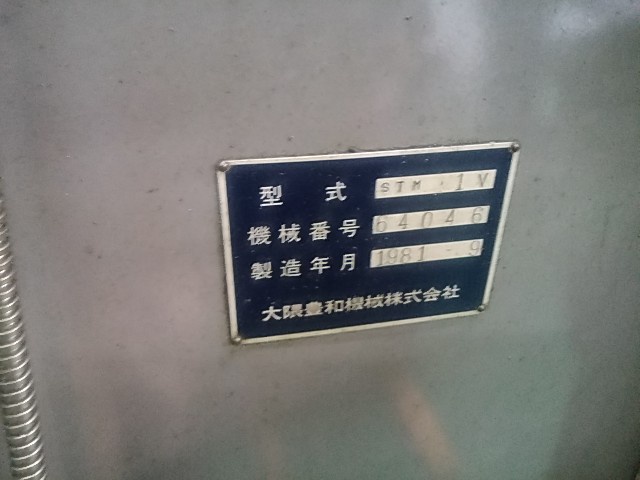 型式 STM-1V
機械番号 64046
製造年月 1981-9
大隈豊和機械株式会社